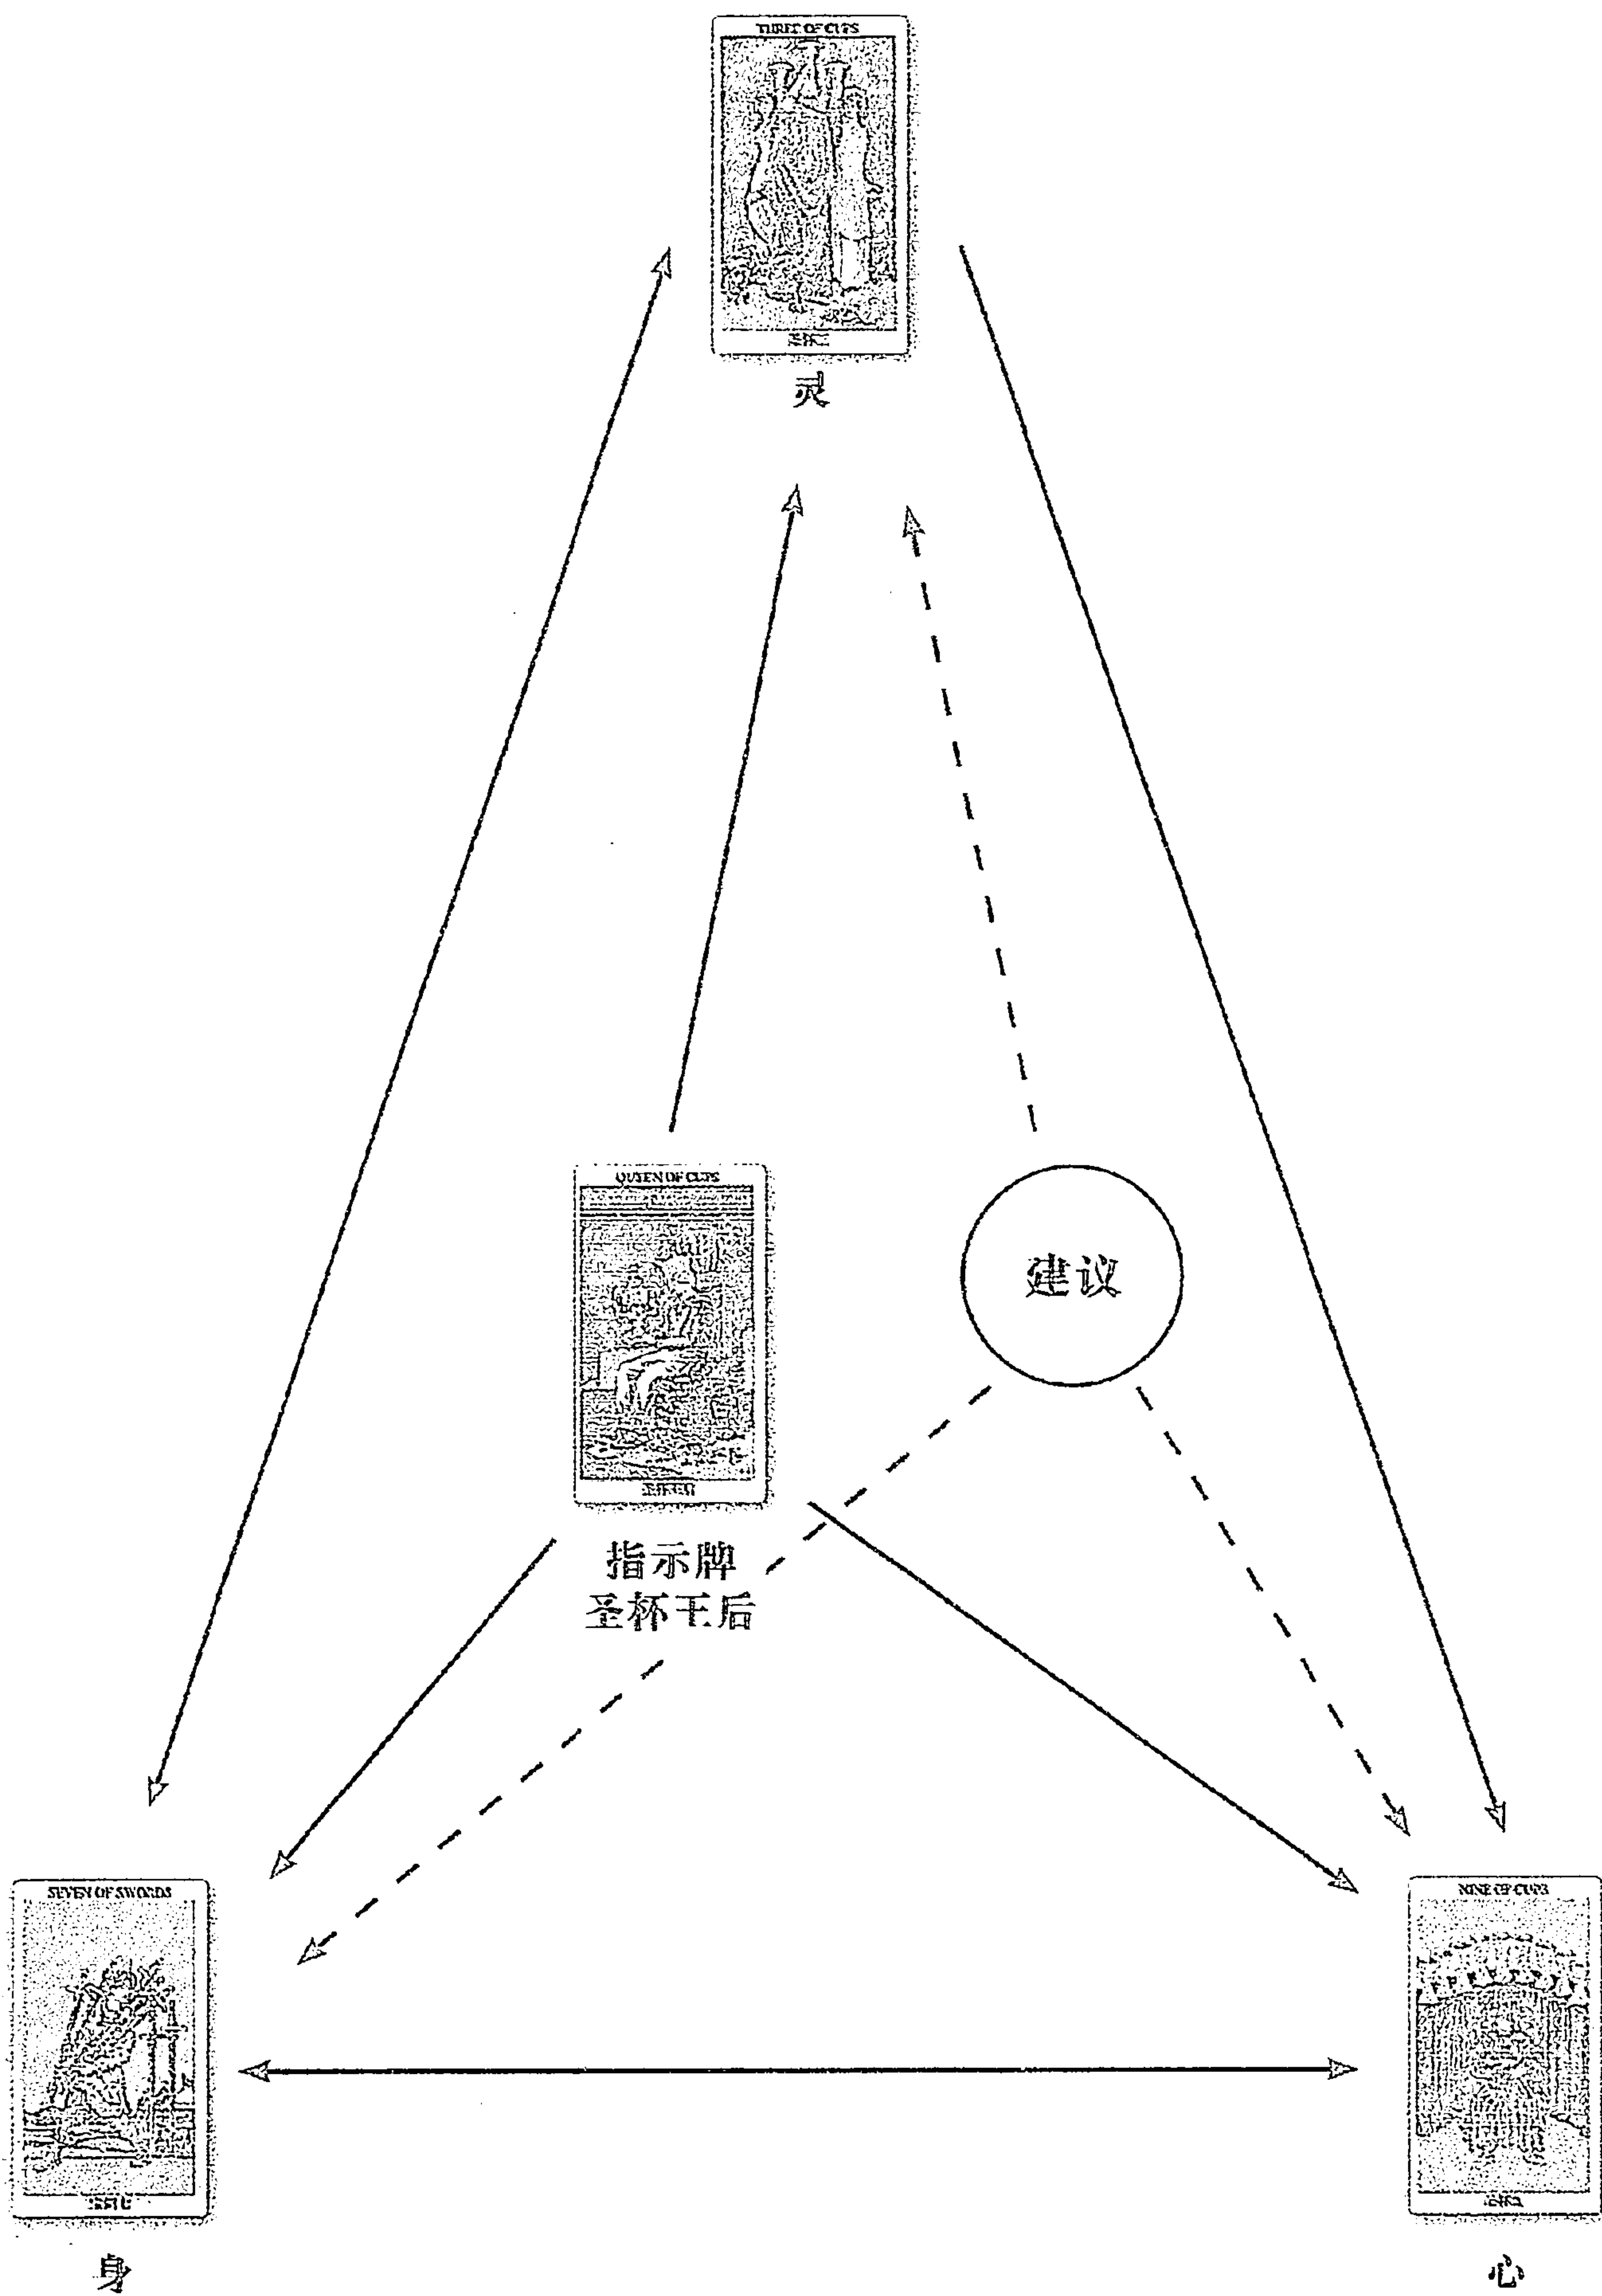 THREE OF CUPS
灵
QUEEN OF CUPS
建议
指示牌
圣杯王后
SEVEN OF SWORDS
NINE OF CUPS
身
心